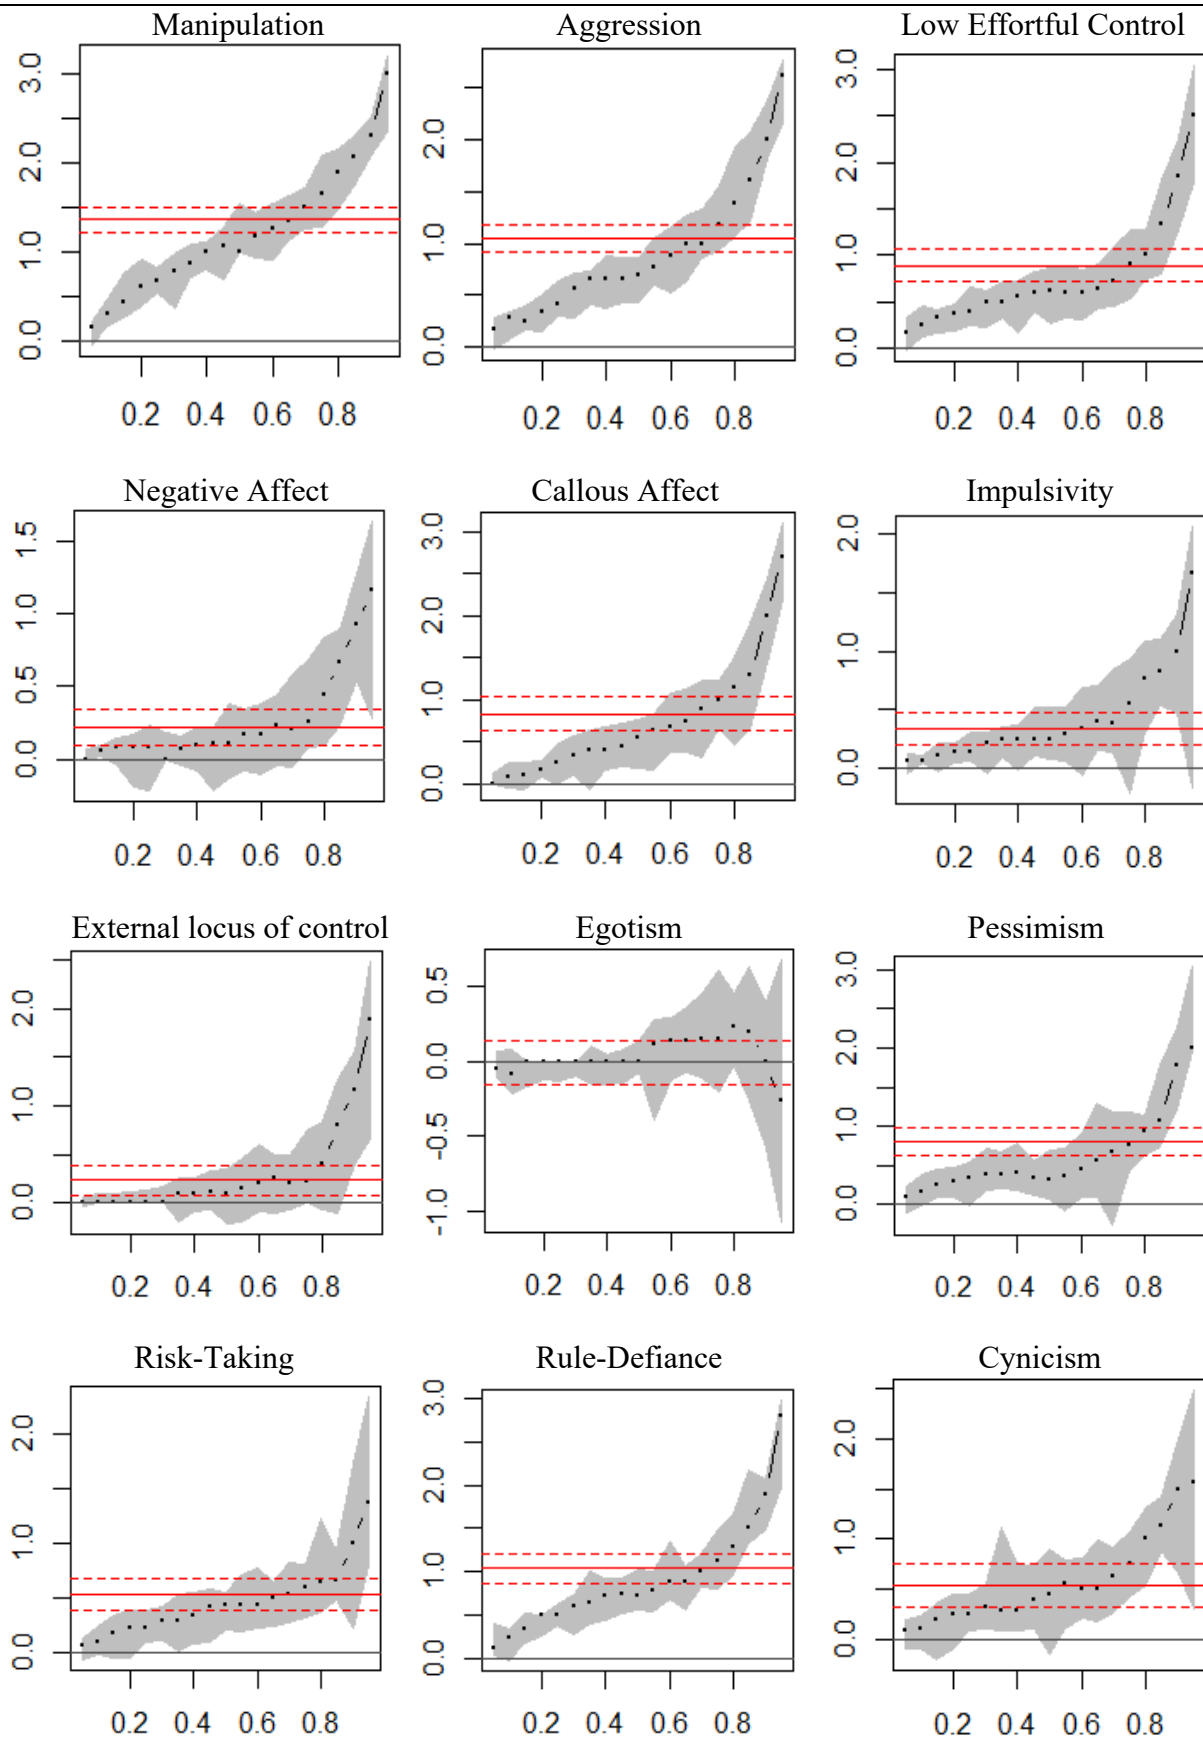 Manipulation Aggression Low Effortful Control
3.0 2.0 1.0 0.0
2.0 1.0 0.0
3.0 2.0 1.0 0.0
0.2 0.4 0.6 0.8 0.2 0.4 0.6 0.8 0.2 0.4 0.6 0.8
Negative Affect Callous Affect Impulsivity
1.5 1.0 0.5 0.0
3.0 2.0 1.0 0.0
2.0 1.0 0.0
0.2 0.4 0.6 0.8 0.2 0.4 0.6 0.8 0.2 0.4 0.6 0.8
External locus of control Egotism Pessimism
2.0 1.0 0.0
0.5 0.0 -0.5 -1.0
3.0 2.0 1.0 0.0
0.2 0.4 0.6 0.8 0.2 0.4 0.6 0.8 0.2 0.4 0.6 0.8
Risk-Taking Rule-Defiance Cynicism
2.0 1.0 0.0
3.0 2.0 1.0 0.0
2.0 1.0 0.0
0.2 0.4 0.6 0.8 0.2 0.4 0.6 0.8 0.2 0.4 0.6 0.8